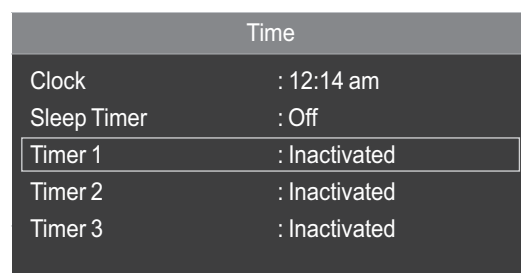 Time
Clock : 12:14 am
Sleep Timer : Off
Timer 1 : Inactivated
Timer 2 : Inactivated
Timer 3 : Inactivated